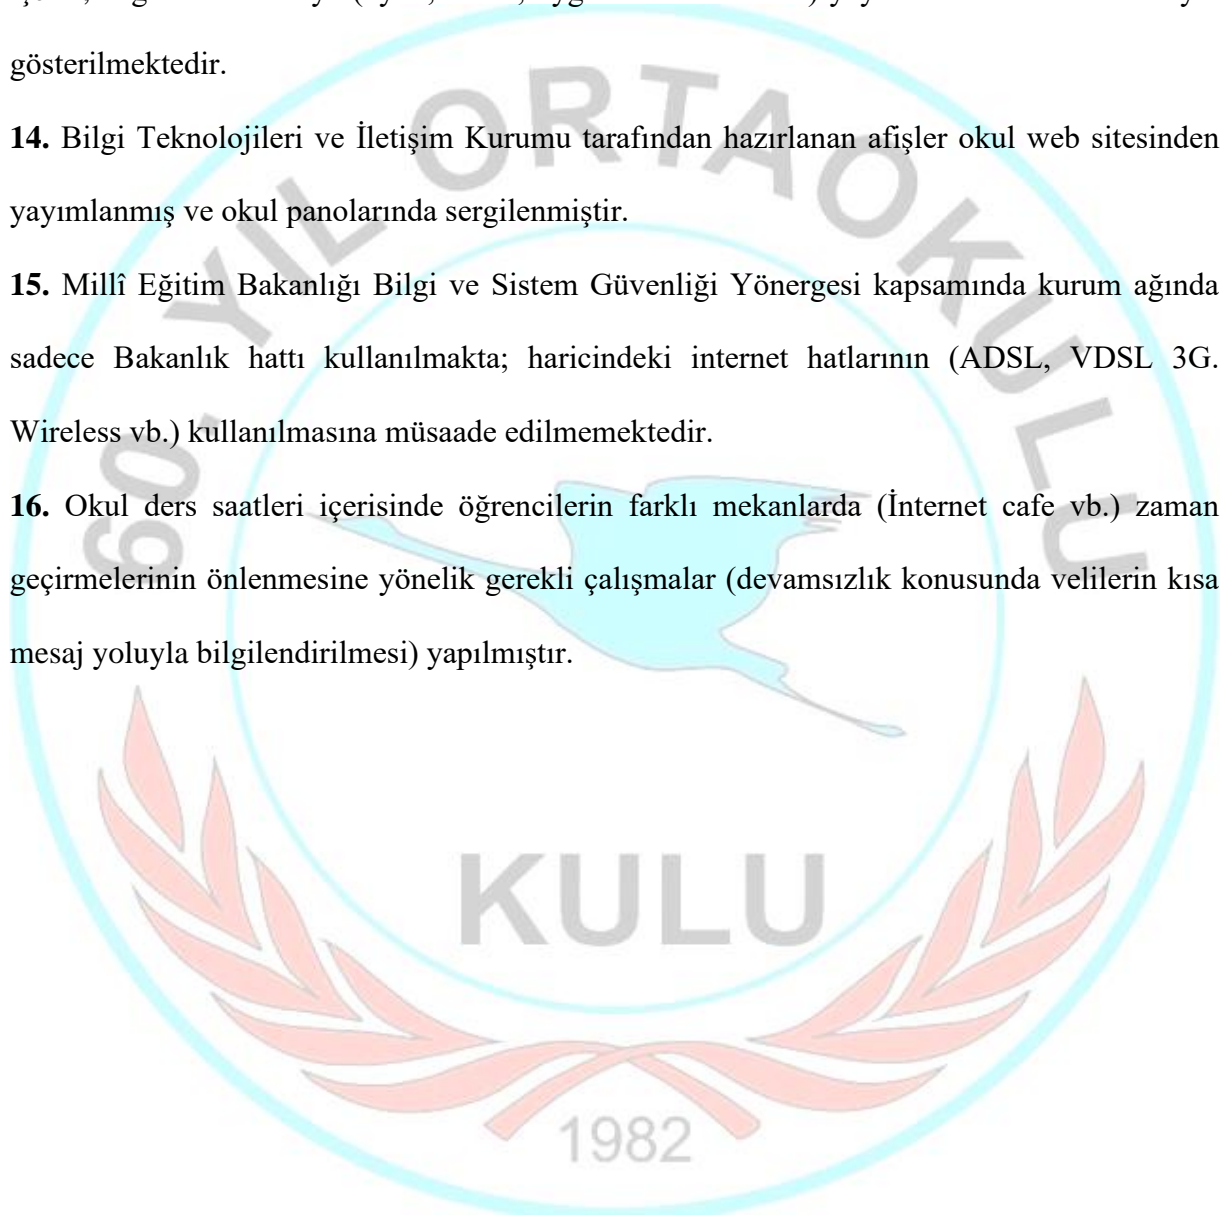 gösterilmektedir.
14. Bilgi Teknolojileri ve İletişim Kurumu tarafından hazırlanan afişler okul web sitesinden
yayımlanmış ve okul panolarında sergilenmiştir.
15. Millî Eğitim Bakanlığı Bilgi ve Sistem Güvenliği Yönergesi kapsamında kurum ağında
sadece Bakanlık hattı kullanılmakta; haricindeki internet hatlarının (ADSL, VDSL 3G.
Wireless vb.) kullanılmasına müsaade edilmemektedir.
16. Okul ders saatleri içerisinde öğrencilerin farklı mekanlarda (İnternet cafe vb.) zaman
geçirmelerinin önlenmesine yönelik gerekli çalışmalar (devamsızlık konusunda velilerin kısa
mesaj yoluyla bilgilendirilmesi) yapılmıştır.
60. YIL ORTAOKULU
KULU
1982